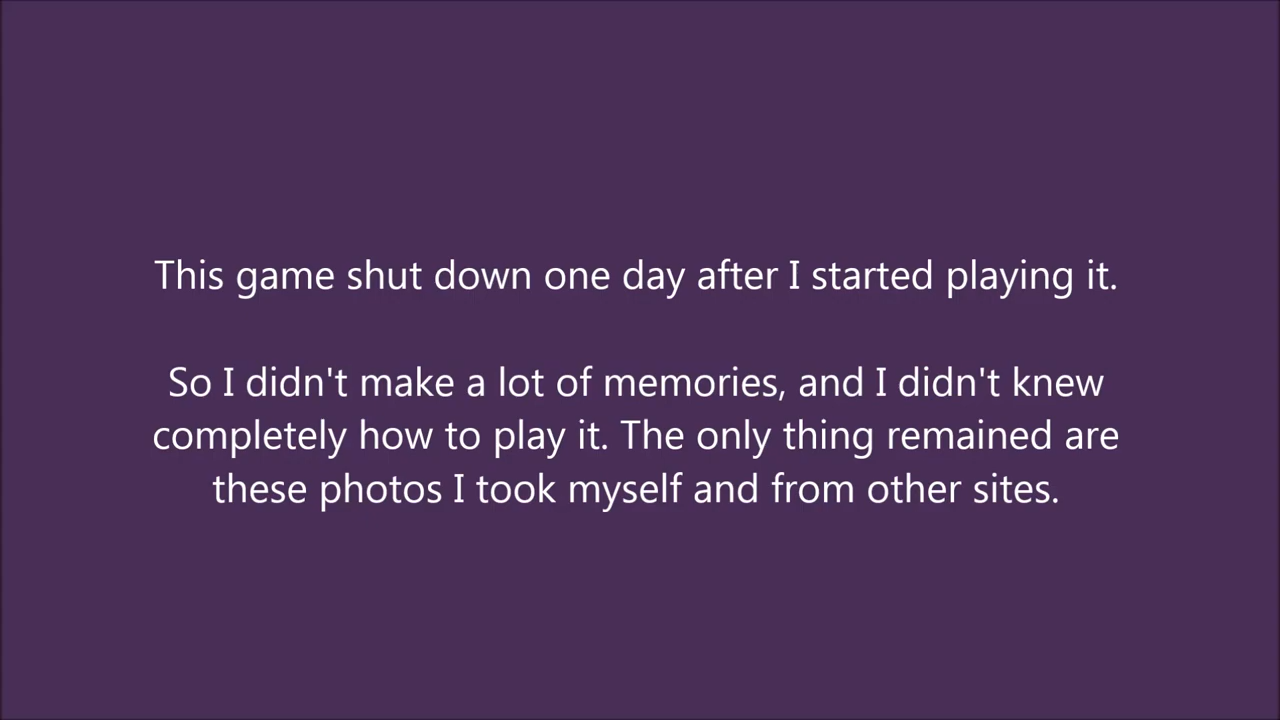 This game shut down one day after I started playing it.
So I didn't make a lot of memories, and I didn't knew
completely how to play it. The only thing remained are
these photos I took myself and from other sites.